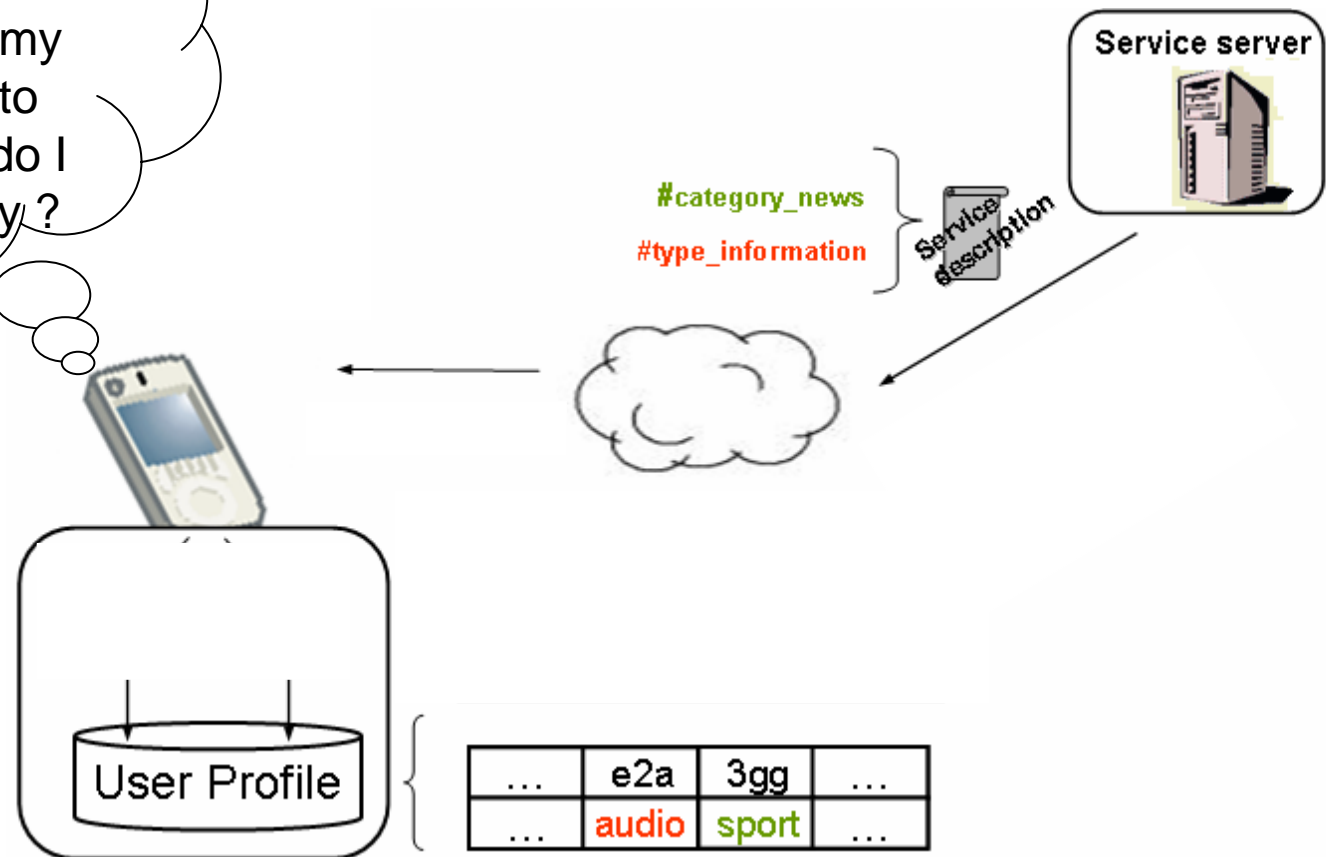 my
to
do I
y ?
Service server
#category_news
#type_information
Service
description
User Profile
... e2a 3gg ...
... audio sport ...